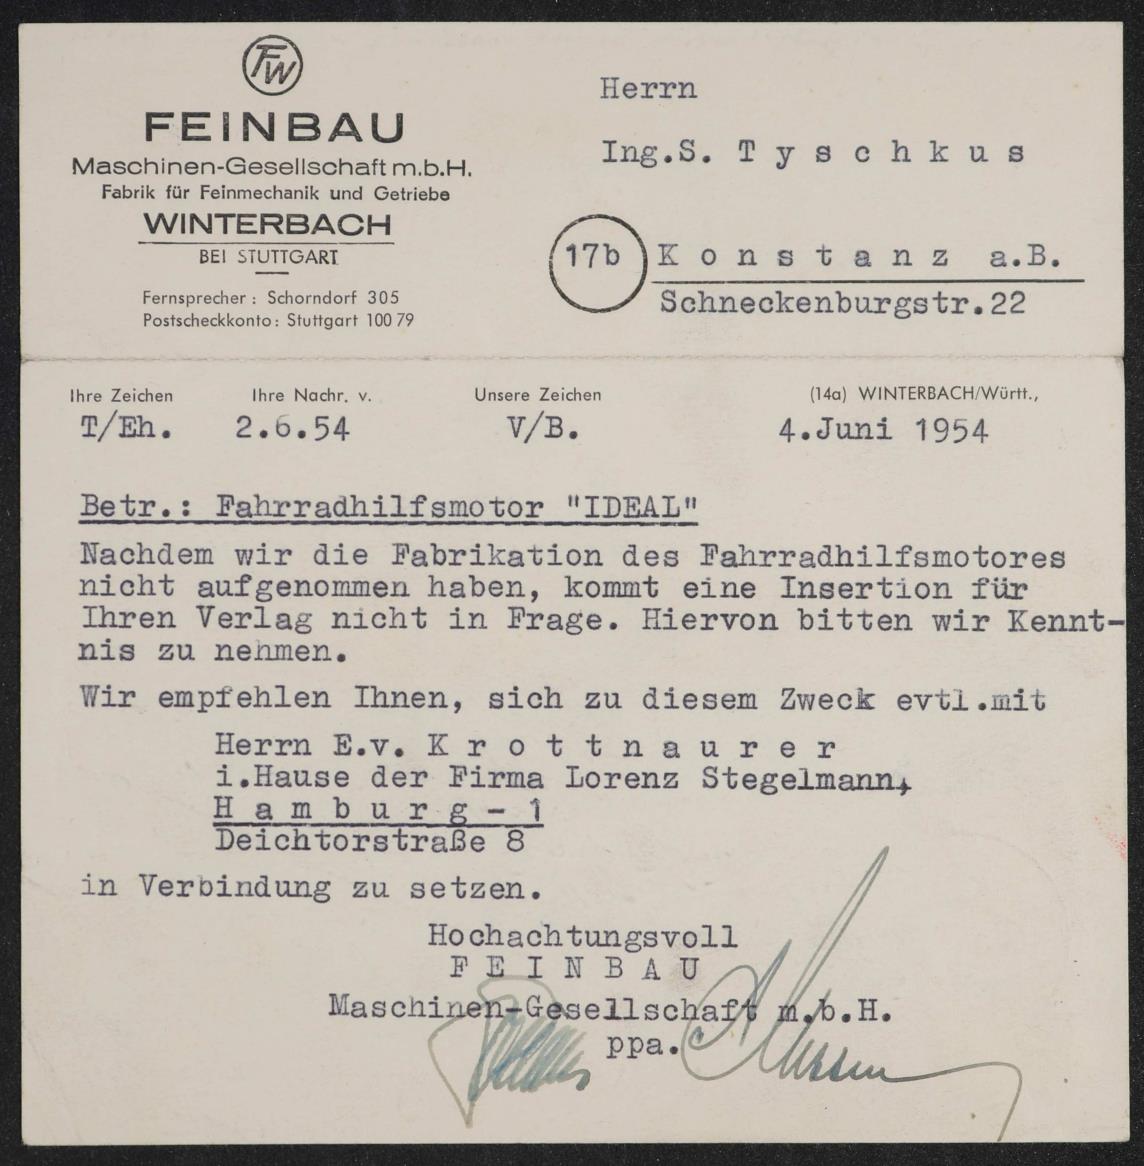 FW
FEINBAU
Maschinen-Gesellschaft m.b.H.
Fabrik für Feinmechanik und Getriebe
WINTERBACH
BEI STUTTGART
Fernsprecher: Schorndorf 305
Postscheckkonto: Stuttgart 100 79
Herrn
Ing.S. T y s c h k u s
17b K o n s t a n z a.B.
Schneckenburgstr.22
Ihre Zeichen Ihre Nachr. v. Unsere Zeichen (14a) WINTERBACH/Württ.,
T/Eh. 2.6.54 V/B. 4.Juni 1954
Betr.: Fahrradhilfsmotor "IDEAL"
Nachdem wir die Fabrikation des Fahrradhilfsmotores
nicht aufgenommen haben, kommt eine Insertion für
Ihren Verlag nicht in Frage. Hiervon bitten wir Kennt-
nis zu nehmen.
Wir empfehlen Ihnen, sich zu diesem Zweck evtl.mit
Herrn E.v. K r o t t n a u r e r
i.Hause der Firma Lorenz Stegelmann,
H a m b u r g - 1
Deichtorstraße 8
in Verbindung zu setzen.
Hochachtungsvoll
F E I N B A U
Maschinen-Gesellschaft m.b.H.
ppa.